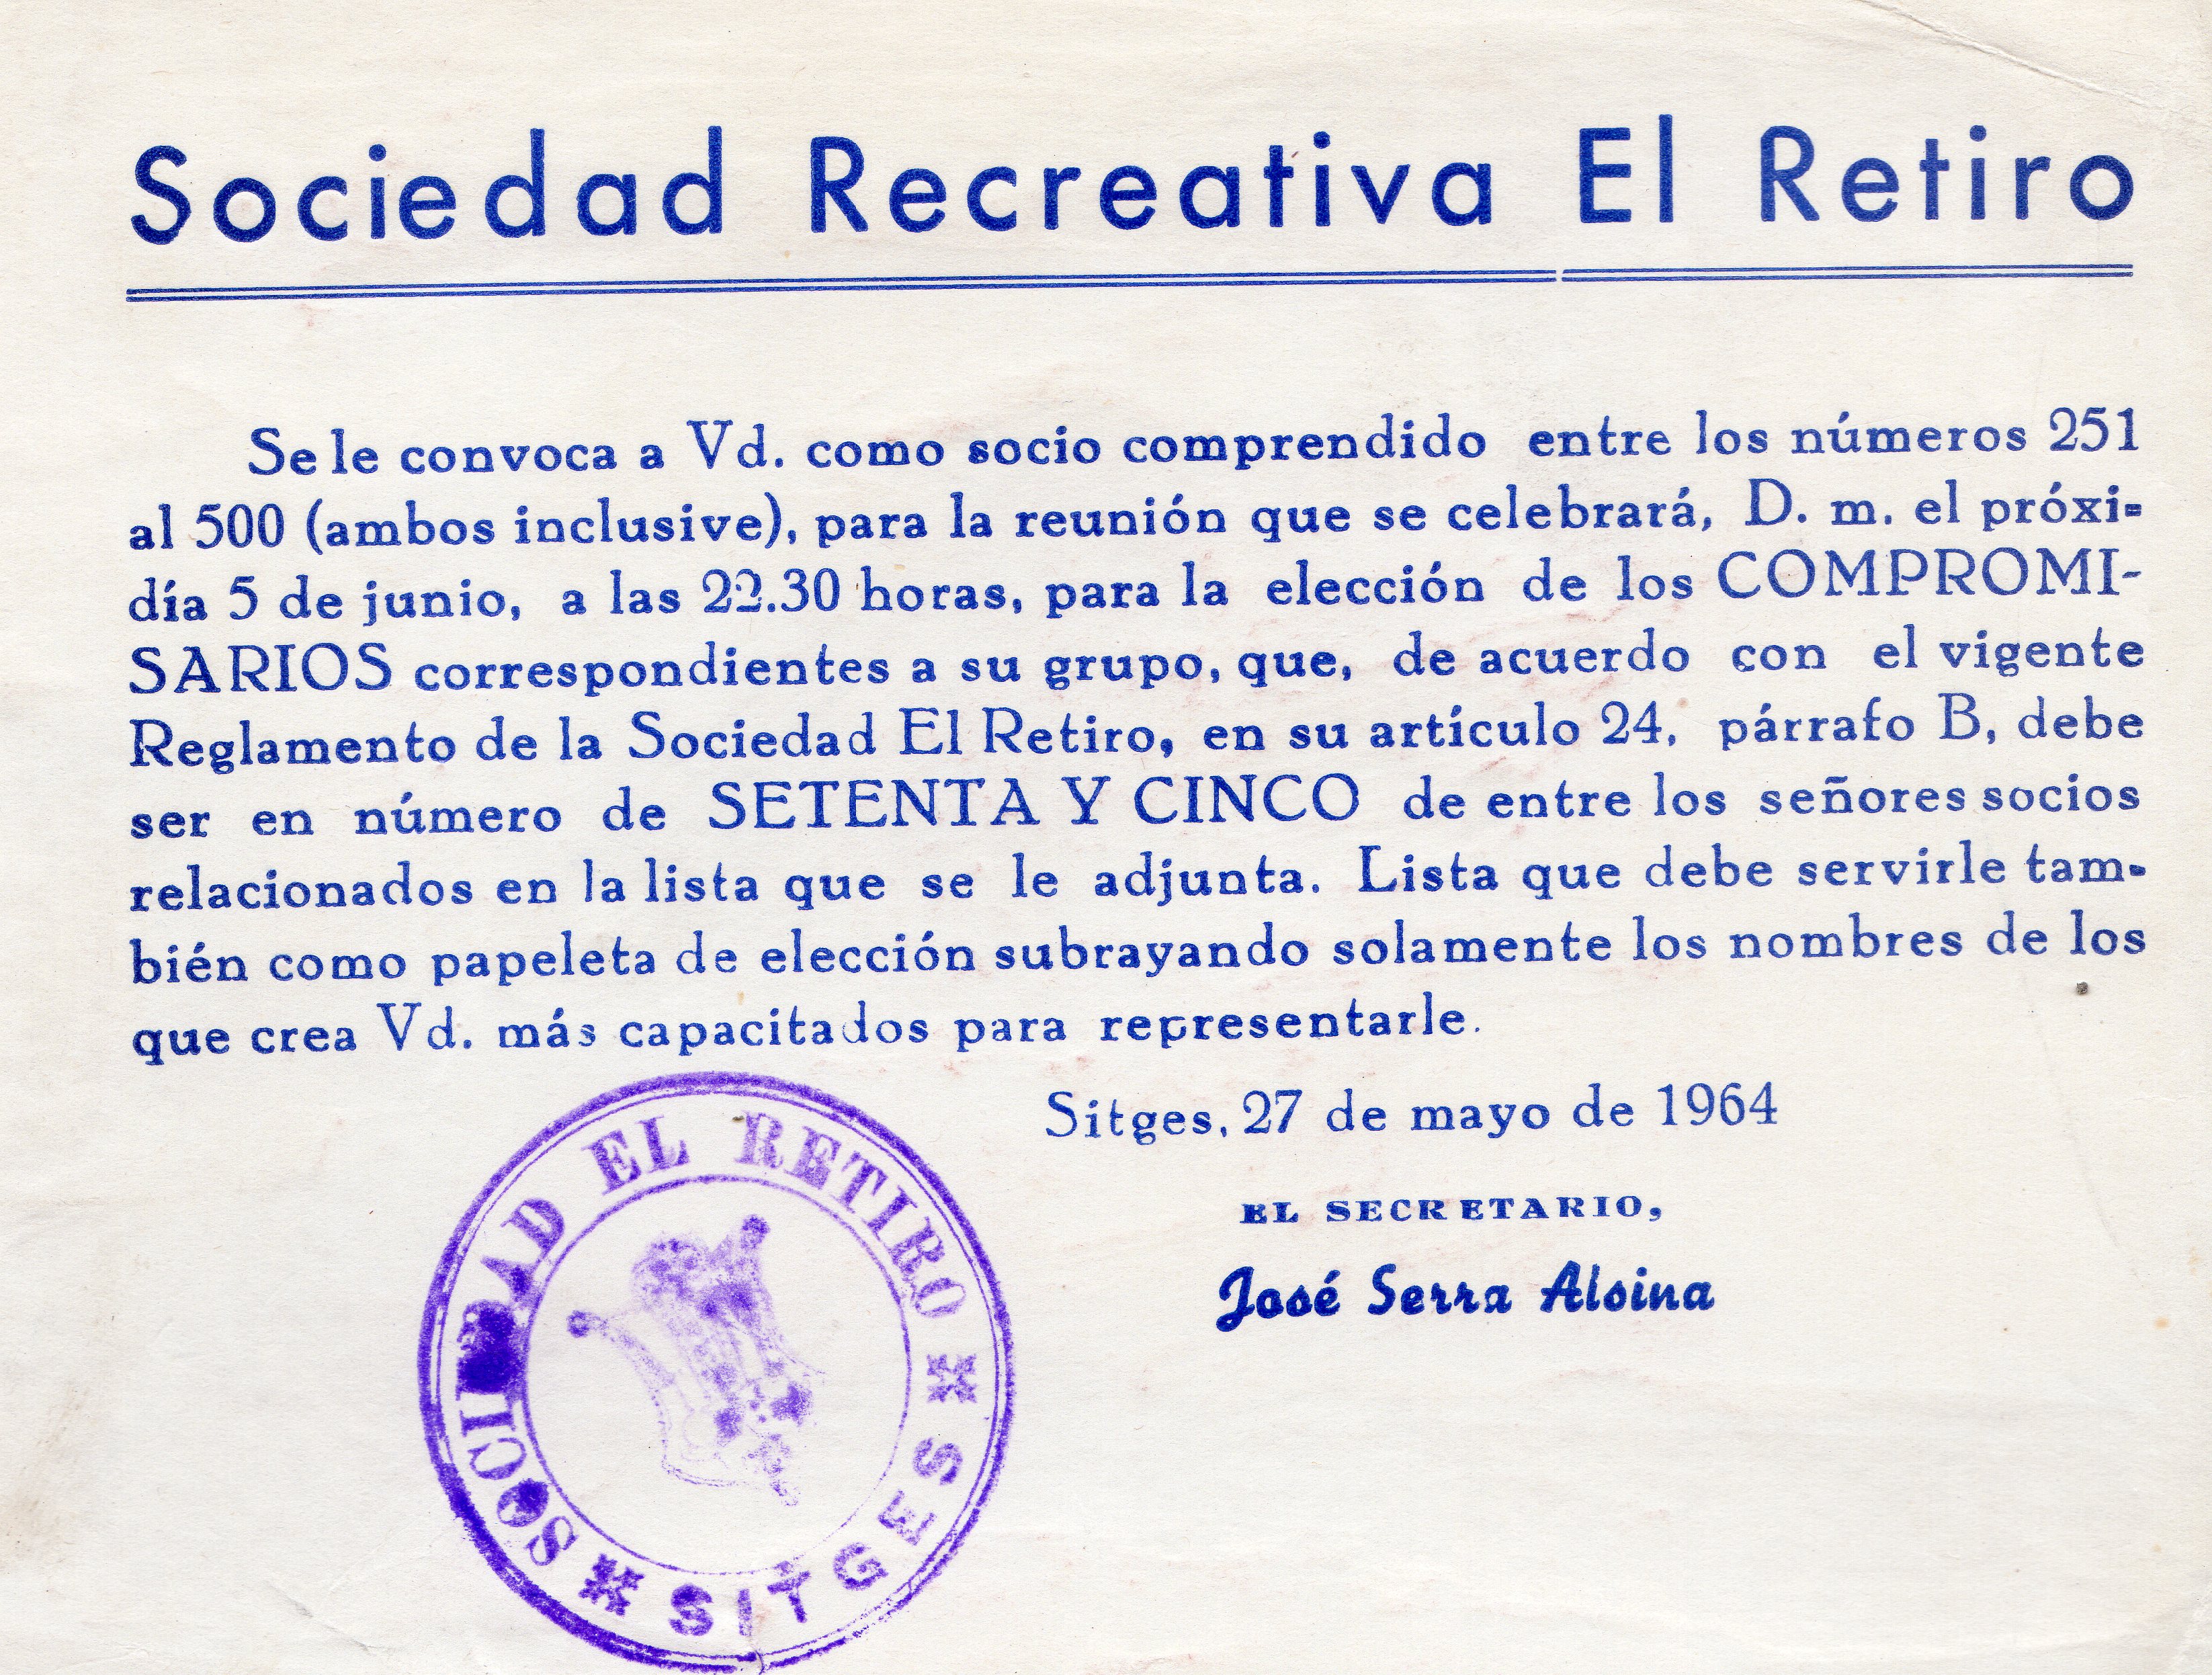 Sociedad Recreativa El Retiro
Se le convoca a Vd. como socio comprendido entre los números 251
al 500 (ambos inclusive), para la reunión que se celebrará, D. m. el próxi=
día 5 de junio, a las 22.30 horas, para la elección de los COMPROMI-
SARIOS correspondientes a su grupo, que, de acuerdo con el vigente
Reglamento de la Sociedad El Retiro, en su artículo 24, párrafo B, debe
ser en número de SETENTA Y CINCO de entre los señores socios
relacionados en la lista que se le adjunta. Lista que debe servirle tam-
bién como papeleta de elección subrayando solamente los nombres de los
que crea Vd. más capacitados para representarle.
Sitges, 27 de mayo de 1964
EL SECRETARIO,
José Serra Alsina
SOCIEDAD EL RETIRO
SITGES